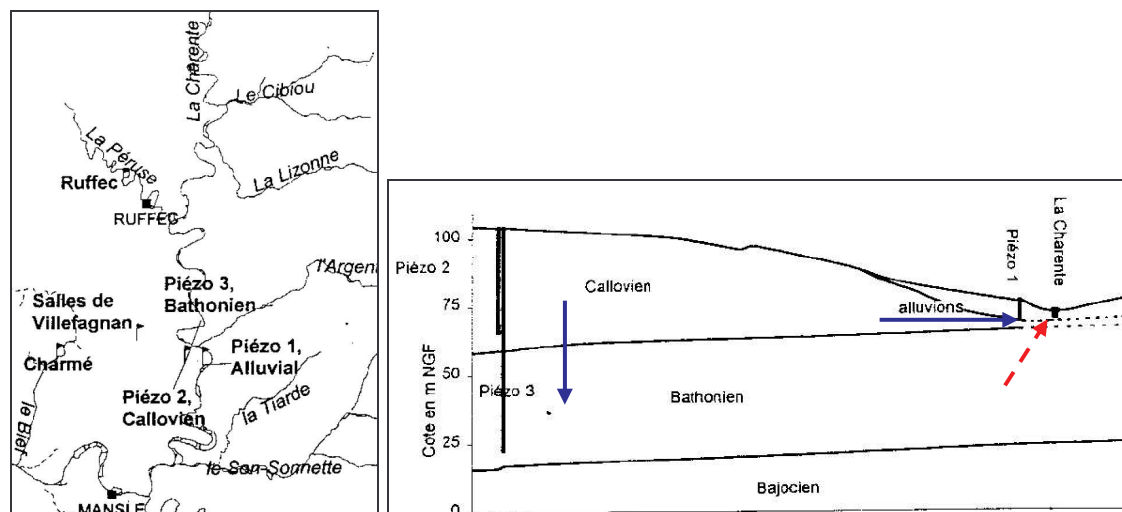 La Charente
Le Cibiou
La Péruse
La Lizonne
Ruffec
RUFFEC
l'Argent
Piézo 3,
Bathonien
Salles de
Villefagnan
Piézo 1,
Alluvial
Charmé
Piézo 2,
Callovien
la Tiarde
le Bief
le Son-Sonnette
MANSLE
Cote en m NGF
100
75
50
25
0
Piézo 2
Callovien
Piézo 1
La Charente
alluvions
Piézo 3
Bathonien
Bajocien